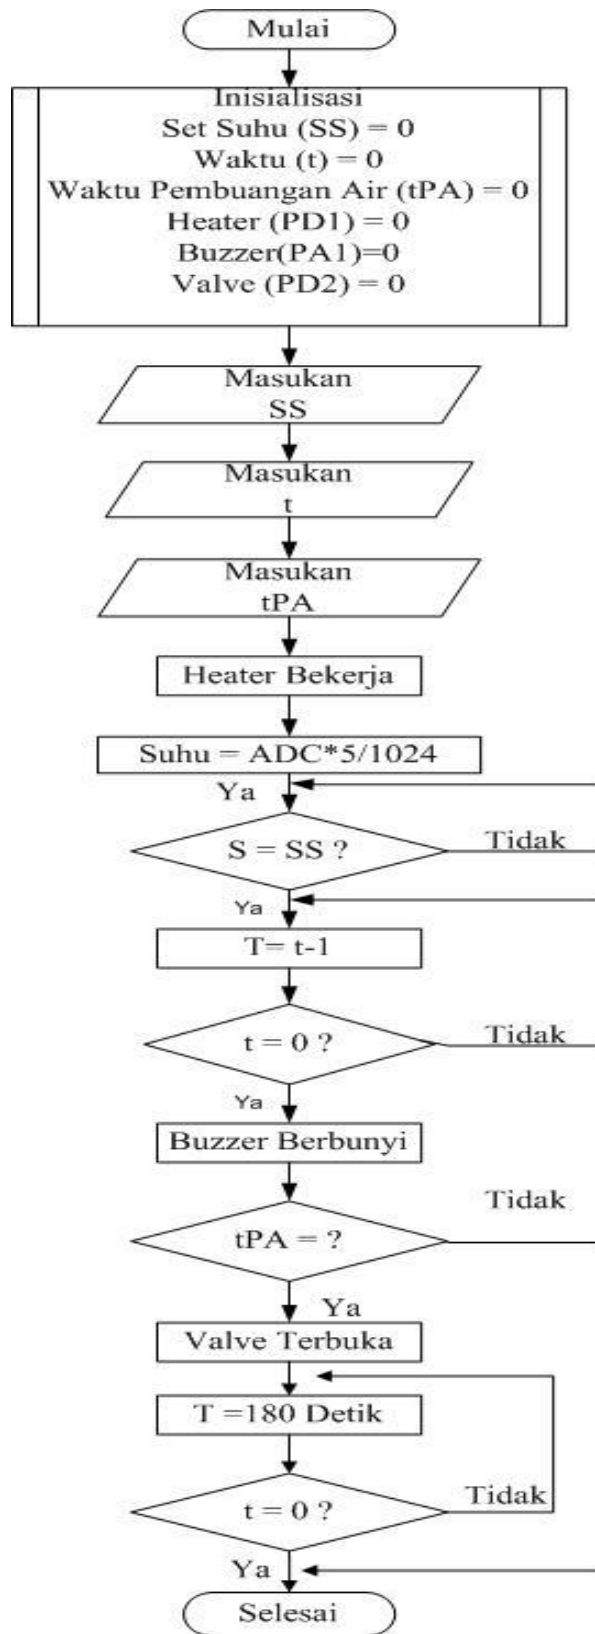 Mulai
Inisialisasi
Set Suhu (SS) = 0
Waktu (t) = 0
Waktu Pembuangan Air (tPA) = 0
Heater (PD1) = 0
Buzzer(PA1)=0
Valve (PD2) = 0
Masukan
SS
Masukan
t
Masukan
tPA
Heater Bekerja
Suhu = ADC*5/1024
Ya
S = SS ?
Tidak
Ya
T= t-1
t = 0 ?
Tidak
Ya
Buzzer Berbunyi
Tidak
tPA = ?
Ya
Valve Terbuka
T =180 Detik
t = 0 ?
Tidak
Ya
Selesai